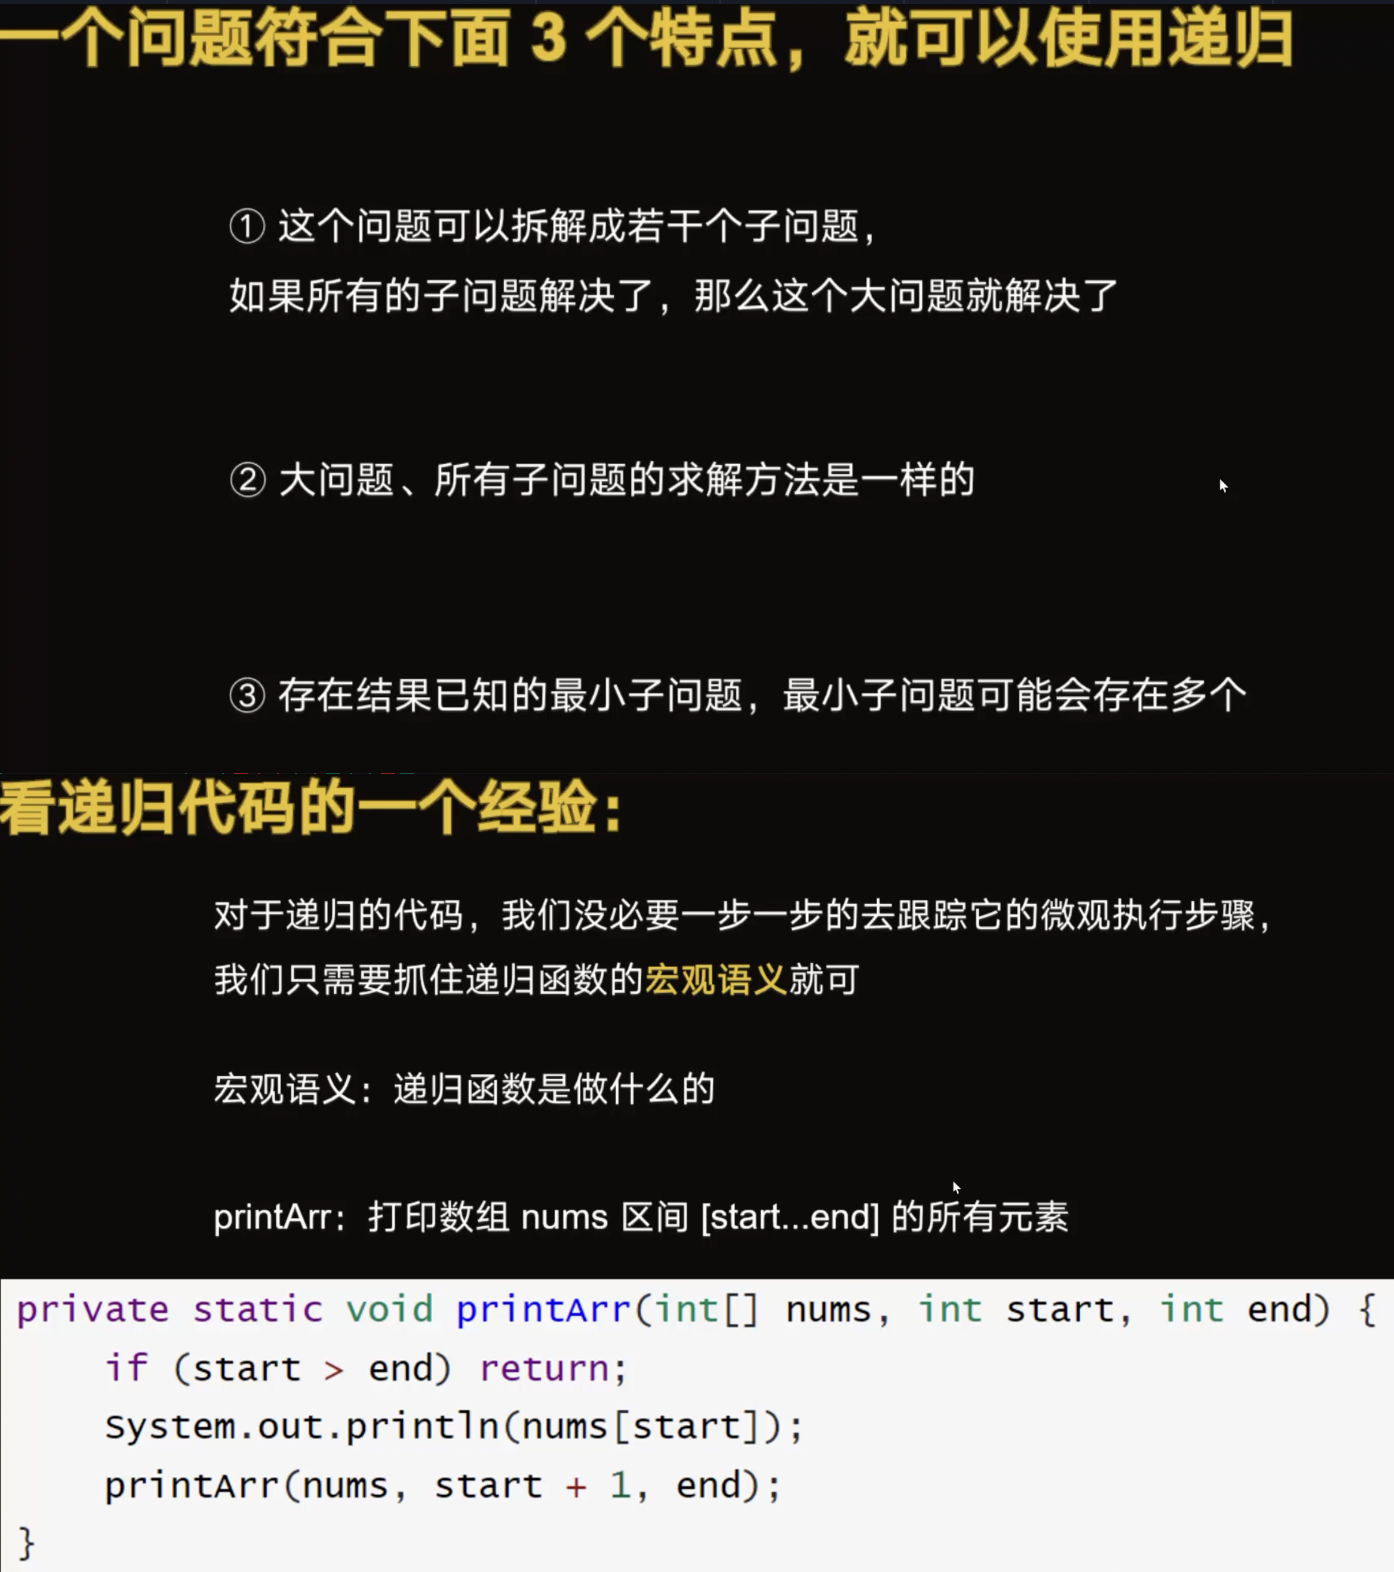 一个问题符合下面 3 个特点，就可以使用递归
① 这个问题可以拆解成若干个子问题，
如果所有的子问题解决了，那么这个大问题就解决了
② 大问题、所有子问题的求解方法是一样的
③ 存在结果已知的最小子问题，最小子问题可能会存在多个
看递归代码的一个经验：
对于递归的代码，我们没必要一步一步的去跟踪它的微观执行步骤，
我们只需要抓住递归函数的宏观语义就可
宏观语义：递归函数是做什么的
printArr：打印数组 nums 区间 [start...end] 的所有元素
private static void printArr(int[] nums, int start, int end) {
    if (start > end) return;
    System.out.println(nums[start]);
    printArr(nums, start + 1, end);
}